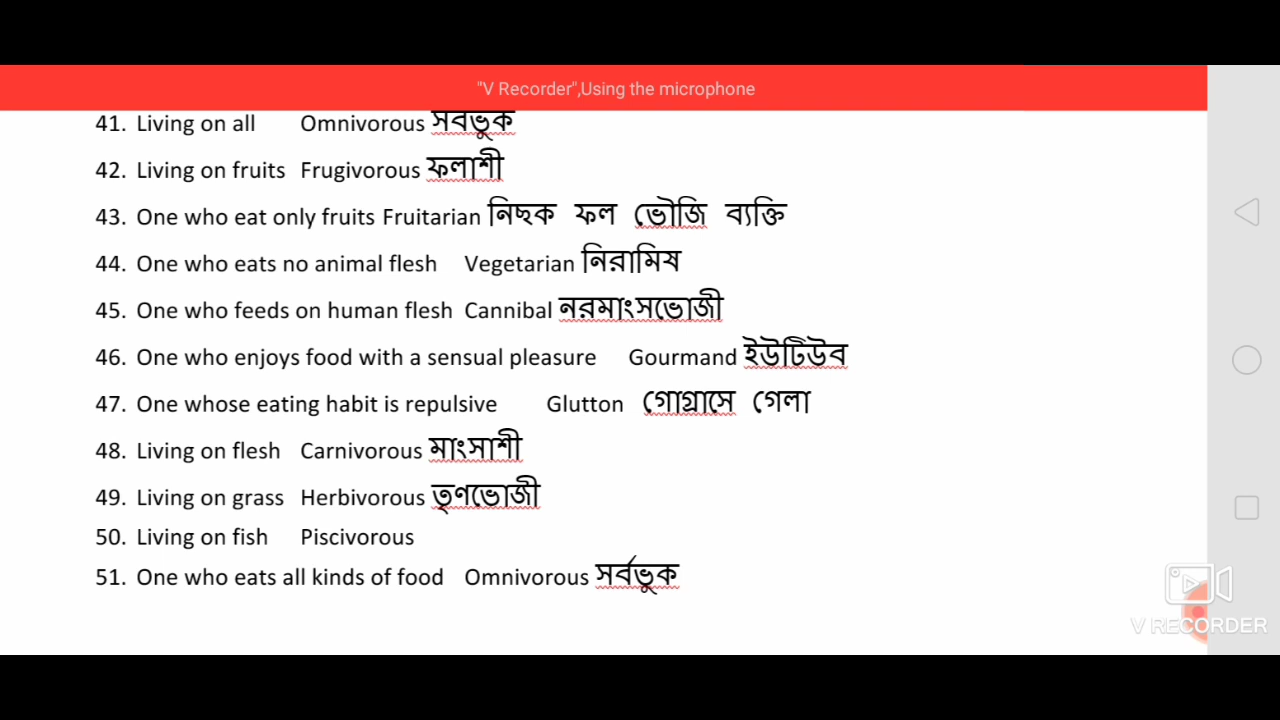 "V Recorder",Using the microphone
41. Living on all Omnivorous সর্বভুক
42. Living on fruits Frugivorous ফলাশী
43. One who eat only fruits Fruitarian নিছক ফল ভৌজি ব্যক্তি
44. One who eats no animal flesh Vegetarian নিরামিষ
45. One who feeds on human flesh Cannibal নরমাংসভোজী
46. One who enjoys food with a sensual pleasure Gourmand ইউটিউব
47. One whose eating habit is repulsive Glutton গোগ্রাসে গেলা
48. Living on flesh Carnivorous মাংসাশী
49. Living on grass Herbivorous তৃণভোজী
50. Living on fish Piscivorous
51. One who eats all kinds of food Omnivorous সর্বভুক
V RECORDER